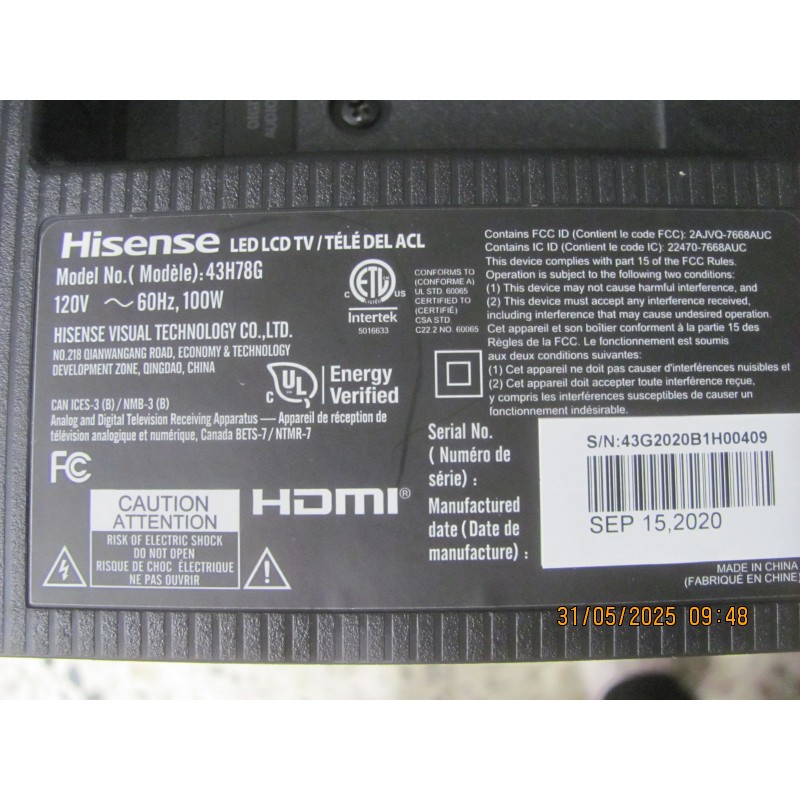 DIGI
AUDIO
Hisense LED LCD TV / TÉLÉ DEL ACL
Model No.( Modèle): 43H78G
120V ～ 60Hz, 100W
HISENSE VISUAL TECHNOLOGY CO.,LTD.
NO.218 QIANWANGANG ROAD, ECONOMY & TECHNOLOGY
DEVELOPMENT ZONE, QINGDAO, CHINA
CAN ICES-3 (B) / NMB-3 (B)
Analog and Digital Television Receiving Apparatus — Appareil de réception de
télévision analogique et numérique, Canada BETS-7 / NTMR-7
FC
CAUTION
ATTENTION
RISK OF ELECTRIC SHOCK
DO NOT OPEN
RISQUE DE CHOC ÉLECTRIQUE
NE PAS OUVRIR
!
HDMI®
C ETL US
LISTED
Intertek
5016633
CONFORMS TO
(CONFORME A)
UL STD. 60065
CERTIFIED TO
(CERTIFIÉ)
CSA STD
C22.2 NO. 60065
C UL
Energy
Verified
Contains FCC ID (Contient le code FCC): 2AJVQ-7668AUC
Contains IC ID (Contient le code IC): 22470-7668AUC
This device complies with part 15 of the FCC Rules.
Operation is subject to the following two conditions:
(1) This device may not cause harmful interference, and
(2) This device must accept any interference received,
including interference that may cause undesired operation.
Cet appareil et son boîtier conforment à la partie 15 des
Règles de la FCC. Le fonctionnement est soumis
aux deux conditions suivantes:
(1) Cet appareil ne doit pas causer d'interférences nuisibles et
(2) Cet appareil doit accepter toute interférence reçue,
y compris les interférences susceptibles de causer un
fonctionnement indésirable.
Serial No.
( Numéro de
série) :
S/N:43G2020B1H00409
Manufactured
date (Date de
manufacture) :
SEP 15,2020
MADE IN CHINA
(FABRIQUÉ EN CHINE)
31/05/2025 09:48